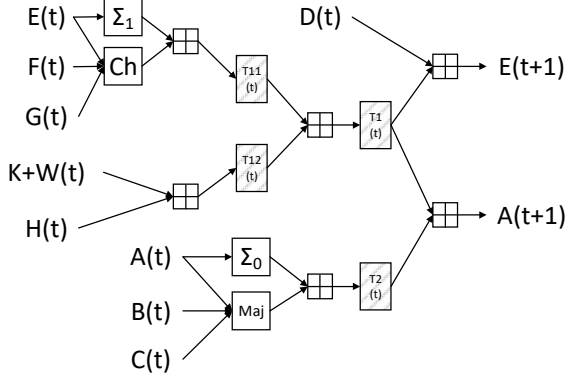 E(t)
Σ1
D(t)
F(t)
Ch
T11
(t)
E(t+1)
G(t)
T1
(t)
K+W(t)
T12
(t)
H(t)
A(t+1)
A(t)
Σ0
B(t)
Maj
T2
(t)
C(t)